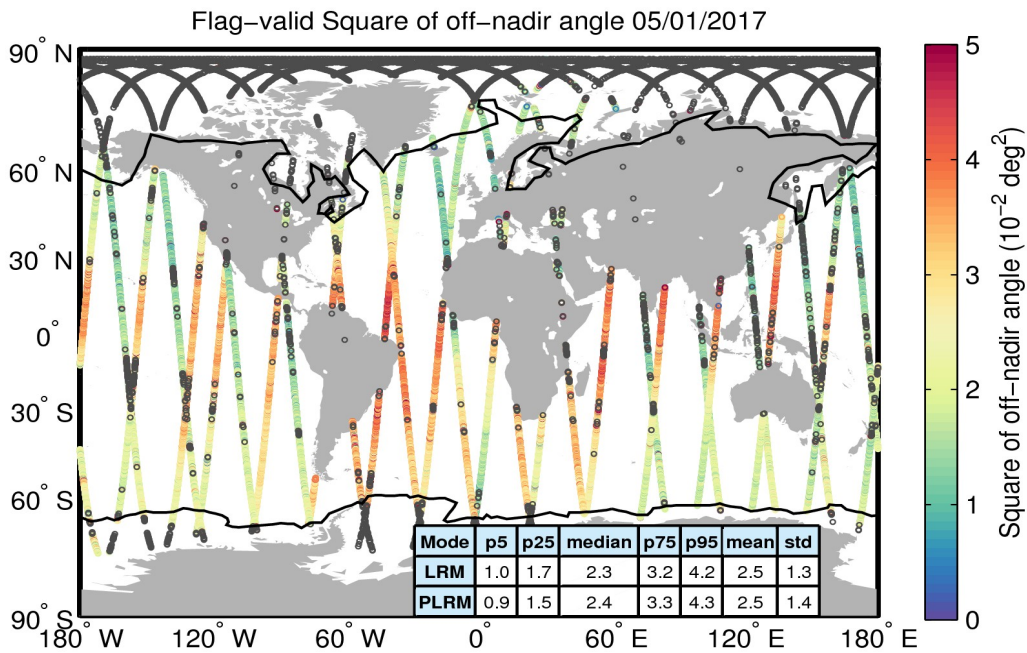 Flag−valid Square of off−nadir angle 05/01/2017
90° N
60° N
30° N
0°
30° S
60° S
90° S
180° W
120° W
60° W
0°
60° E
120° E
180° E
Mode p5 p25 median p75 p95 mean std
LRM 1.0 1.7 2.3 3.2 4.2 2.5 1.3
PLRM 0.9 1.5 2.4 3.3 4.3 2.5 1.4
5
4
3
2
1
0
Square of off−nadir angle (10⁻² deg²)